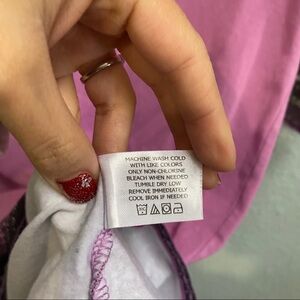 MACHINE WASH COLD
WITH LIKE COLORS
ONLY NON-CHLORINE
BLEACH WHEN NEEDED
TUMBLE DRY LOW
REMOVE IMMEDIATELY
COOL IRON IF NEEDED